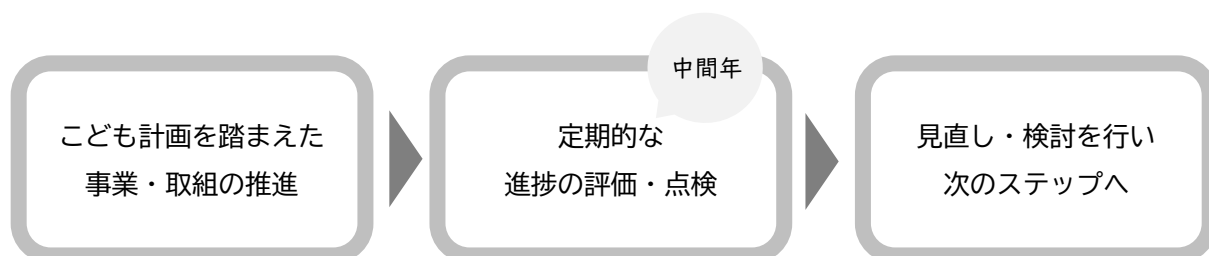 こども計画を踏まえた
事業・取組の推進
中間年
定期的な
進捗の評価・点検
見直し・検討を行い
次のステップへ